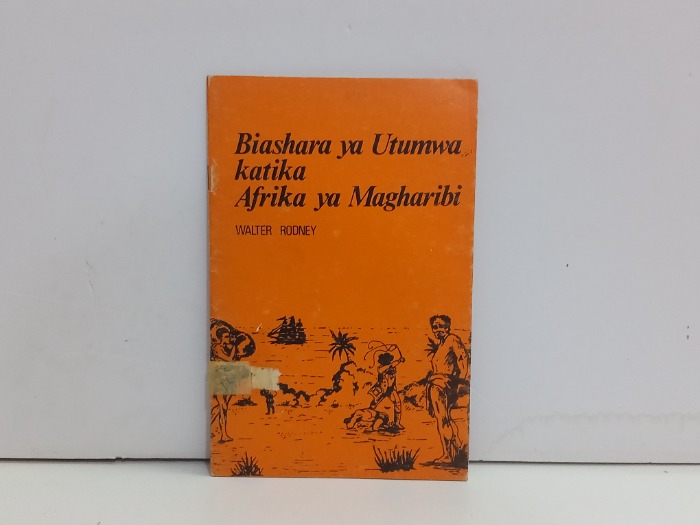 Biashara ya Utumwa
katika
Afrika ya Magharibi
WALTER RODNEY